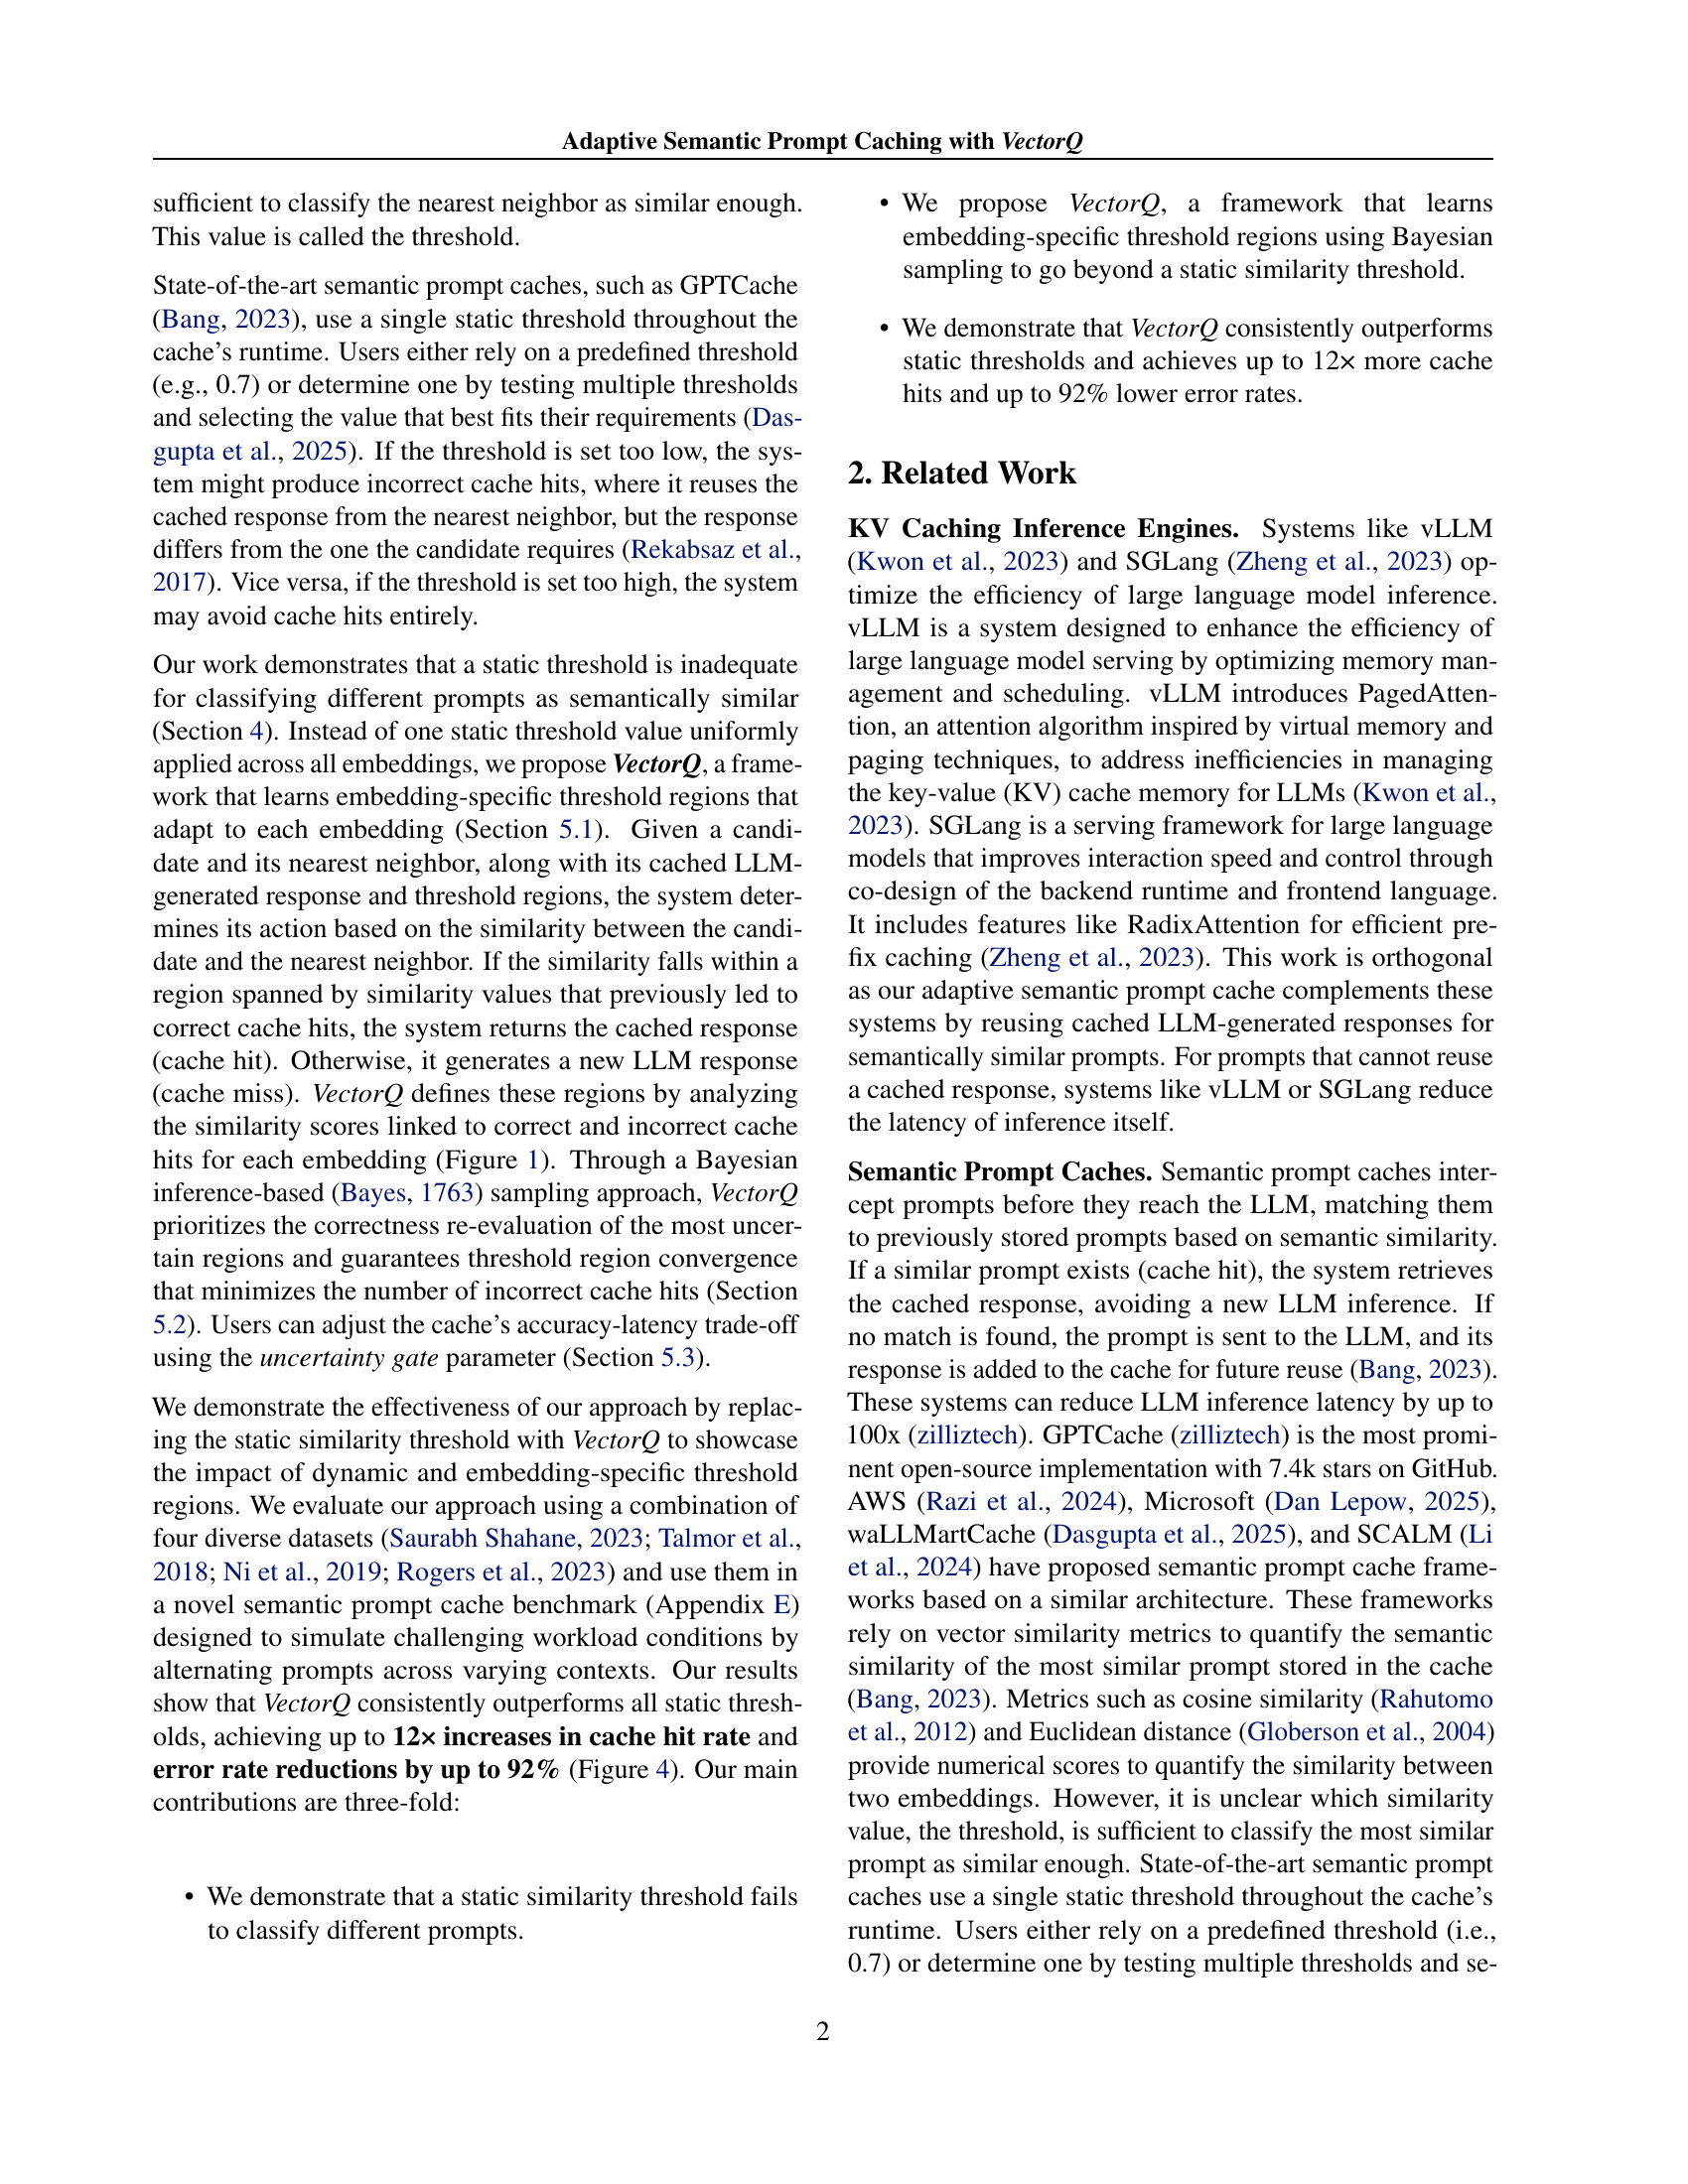 Adaptive Semantic Prompt Caching with VectorQ
sufficient to classify the nearest neighbor as similar enough.
This value is called the threshold.
State-of-the-art semantic prompt caches, such as GPTCache
(Bang, 2023), use a single static threshold throughout the
cache's runtime. Users either rely on a predefined threshold
(e.g., 0.7) or determine one by testing multiple thresholds
and selecting the value that best fits their requirements (Das-
gupta et al., 2025). If the threshold is set too low, the sys-
tem might produce incorrect cache hits, where it reuses the
cached response from the nearest neighbor, but the response
differs from the one the candidate requires (Rekabsaz et al.,
2017). Vice versa, if the threshold is set too high, the system
may avoid cache hits entirely.
Our work demonstrates that a static threshold is inadequate
for classifying different prompts as semantically similar
(Section 4). Instead of one static threshold value uniformly
applied across all embeddings, we propose VectorQ, a frame-
work that learns embedding-specific threshold regions that
adapt to each embedding (Section 5.1). Given a candi-
date and its nearest neighbor, along with its cached LLM-
generated response and threshold regions, the system deter-
mines its action based on the similarity between the candi-
date and the nearest neighbor. If the similarity falls within a
region spanned by similarity values that previously led to
correct cache hits, the system returns the cached response
(cache hit). Otherwise, it generates a new LLM response
(cache miss). VectorQ defines these regions by analyzing
the similarity scores linked to correct and incorrect cache
hits for each embedding (Figure 1). Through a Bayesian
inference-based (Bayes, 1763) sampling approach, VectorQ
prioritizes the correctness re-evaluation of the most uncer-
tain regions and guarantees threshold region convergence
that minimizes the number of incorrect cache hits (Section
5.2). Users can adjust the cache's accuracy-latency trade-off
using the uncertainty gate parameter (Section 5.3).
We demonstrate the effectiveness of our approach by replac-
ing the static similarity threshold with VectorQ to showcase
the impact of dynamic and embedding-specific threshold
regions. We evaluate our approach using a combination of
four diverse datasets (Saurabh Shahane, 2023; Talmor et al.,
2018; Ni et al., 2019; Rogers et al., 2023) and use them in
a novel semantic prompt cache benchmark (Appendix E)
designed to simulate challenging workload conditions by
alternating prompts across varying contexts. Our results
show that VectorQ consistently outperforms all static thresh-
olds, achieving up to 12× increases in cache hit rate and
error rate reductions by up to 92% (Figure 4). Our main
contributions are three-fold:
• We demonstrate that a static similarity threshold fails
to classify different prompts.
• We propose VectorQ, a framework that learns
embedding-specific threshold regions using Bayesian
sampling to go beyond a static similarity threshold.
• We demonstrate that VectorQ consistently outperforms
static thresholds and achieves up to 12× more cache
hits and up to 92% lower error rates.
2. Related Work
KV Caching Inference Engines. Systems like vLLM
(Kwon et al., 2023) and SGLang (Zheng et al., 2023) op-
timize the efficiency of large language model inference.
vLLM is a system designed to enhance the efficiency of
large language model serving by optimizing memory man-
agement and scheduling. vLLM introduces PagedAtten-
tion, an attention algorithm inspired by virtual memory and
paging techniques, to address inefficiencies in managing
the key-value (KV) cache memory for LLMs (Kwon et al.,
2023). SGLang is a serving framework for large language
models that improves interaction speed and control through
co-design of the backend runtime and frontend language.
It includes features like RadixAttention for efficient pre-
fix caching (Zheng et al., 2023). This work is orthogonal
as our adaptive semantic prompt cache complements these
systems by reusing cached LLM-generated responses for
semantically similar prompts. For prompts that cannot reuse
a cached response, systems like vLLM or SGLang reduce
the latency of inference itself.
Semantic Prompt Caches. Semantic prompt caches inter-
cept prompts before they reach the LLM, matching them
to previously stored prompts based on semantic similarity.
If a similar prompt exists (cache hit), the system retrieves
the cached response, avoiding a new LLM inference. If
no match is found, the prompt is sent to the LLM, and its
response is added to the cache for future reuse (Bang, 2023).
These systems can reduce LLM inference latency by up to
100x (zilliztech). GPTCache (zilliztech) is the most promi-
nent open-source implementation with 7.4k stars on GitHub.
AWS (Razi et al., 2024), Microsoft (Dan Lepow, 2025),
waLLMartCache (Dasgupta et al., 2025), and SCALM (Li
et al., 2024) have proposed semantic prompt cache frame-
works based on a similar architecture. These frameworks
rely on vector similarity metrics to quantify the semantic
similarity of the most similar prompt stored in the cache
(Bang, 2023). Metrics such as cosine similarity (Rahutomo
et al., 2012) and Euclidean distance (Globerson et al., 2004)
provide numerical scores to quantify the similarity between
two embeddings. However, it is unclear which similarity
value, the threshold, is sufficient to classify the most similar
prompt as similar enough. State-of-the-art semantic prompt
caches use a single static threshold throughout the cache's
runtime. Users either rely on a predefined threshold (i.e.,
0.7) or determine one by testing multiple thresholds and se-
2